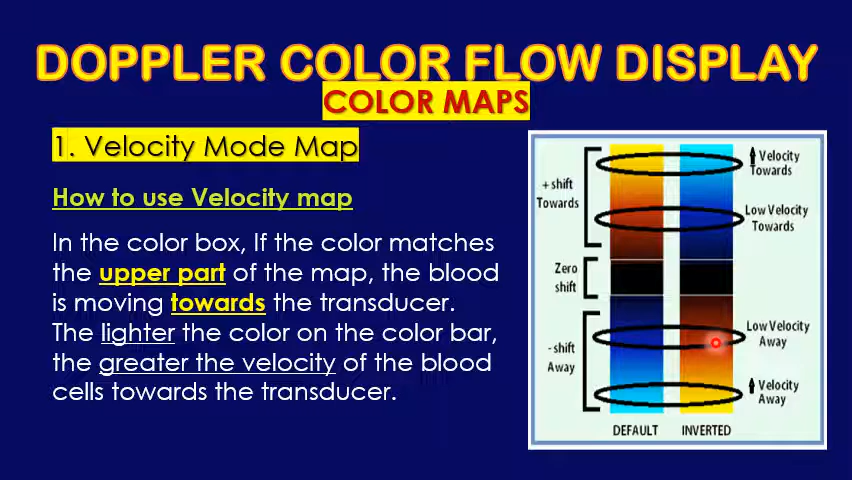 DOPPLER COLOR FLOW DISPLAY
COLOR MAPS
1. Velocity Mode Map
How to use Velocity map
In the color box, If the color matches
the upper part of the map, the blood
is moving towards the transducer.
The lighter the color on the color bar,
the greater the velocity of the blood
cells towards the transducer.
+ shift
Towards
Zero
shift
- shift
Away
Velocity
Towards
Low Velocity
Towards
Low Velocity
Away
Velocity
Away
DEFAULT
INVERTED